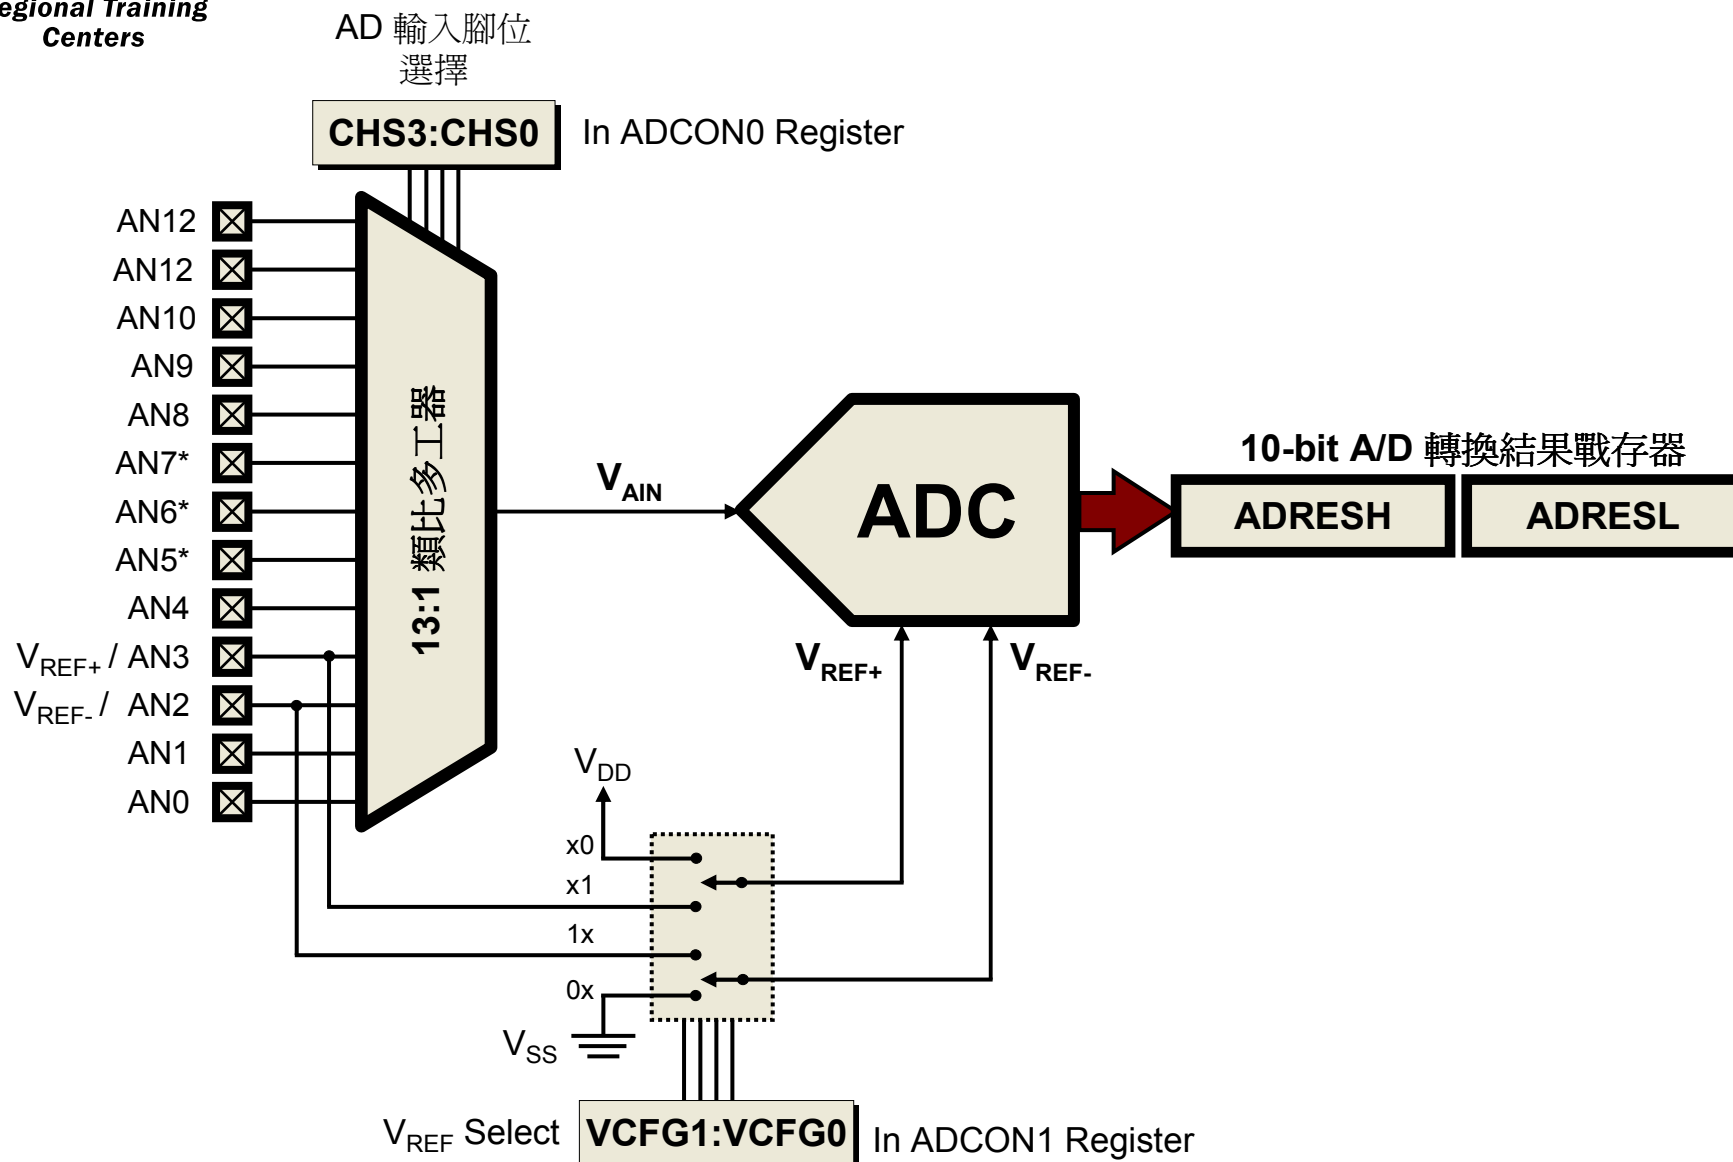 egional Training
Centers
AD 輸入腳位
選擇
CHS3:CHS0
In ADCON0 Register
AN12
AN12
AN10
AN9
AN8
AN7*
AN6*
AN5*
AN4
VREF+ / AN3
VREF- / AN2
AN1
AN0
13:1 類比多工器
VAIN
ADC
10-bit A/D 轉換結果戰存器
ADRESH
ADRESL
VREF+
VREF-
VDD
x0
x1
1x
0x
VSS
VREF Select
VCFG1:VCFG0
In ADCON1 Register